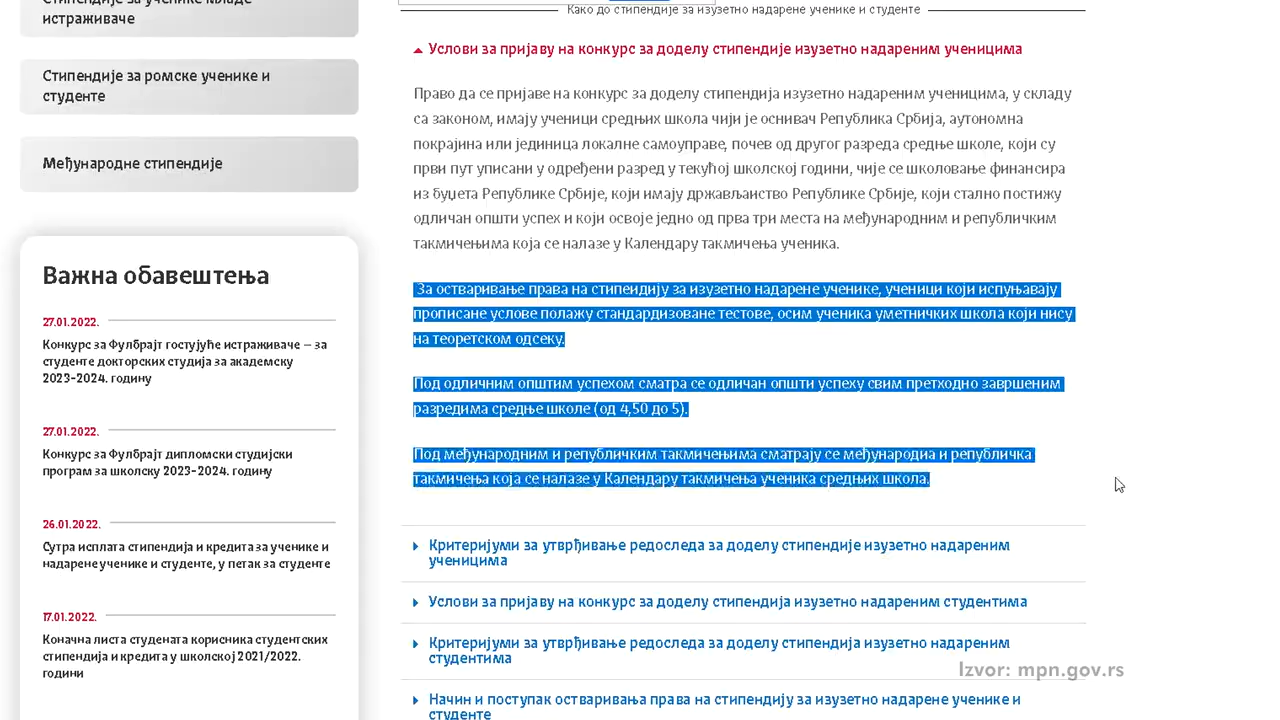 Стипендије за ученике младе
истраживаче
Стипендије за ромске ученике и
студенте
Међународне стипендије
Важна обавештења
27.01.2022.
Конкурс за Фулбрајт гостујуће истраживаче – за
студенте докторских студија за академску
2023-2024. годину
27.01.2022.
Конкурс за Фулбрајт дипломски студијски
програм за школску 2023-2024. годину
26.01.2022.
Сутра исплата стипендија и кредита за ученике и
надарене ученике и студенте, у петак за студенте
17.01.2022.
Коначна листа студената корисника студентских
стипендија и кредита у школској 2021/2022.
години
Како до стипендије за изузетно надарене ученике и студенте
Услови за пријаву на конкурс за доделу стипендије изузетно надареним ученицима
Право да се пријаве на конкурс за доделу стипендија изузетно надареним ученицима, у складу
са законом, имају ученици средњих школа чији је оснивач Република Србија, аутономна
покрајина или јединица локалне самоуправе, почев од другог разреда средње школе, који су
први пут уписани у одређени разред у текућој школској години, чије се школовање финансира
из буџета Републике Србије, који имају држављанство Републике Србије, који стално постижу
одличан општи успех и који освоје једно од прва три места на међународним и републичким
такмичењима која се налазе у Календару такмичења ученика.
За остваривање права на стипендију за изузетно надарене ученике, ученици који испуњавају
прописане услове полажу стандардизоване тестове, осим ученика уметничких школа који нису
на теоретском одсеку.
Под одличним општим успехом сматра се одличан општи успех у свим претходно завршеним
разредима средње школе (од 4,50 до 5).
Под међународним и републичким такмичењима сматрају се међународна и републичка
такмичења која се налазе у Календару такмичења ученика средњих школа.
Критеријуми за утврђивање редоследа за доделу стипендије изузетно надареним
ученицима
Услови за пријаву на конкурс за доделу стипендија изузетно надареним студентима
Критеријуми за утврђивање редоследа за доделу стипендија изузетно надареним
студентима
Izvor: mpn.gov.rs
Начин и поступак остваривања права на стипендију за изузетно надарене ученике и
студенте